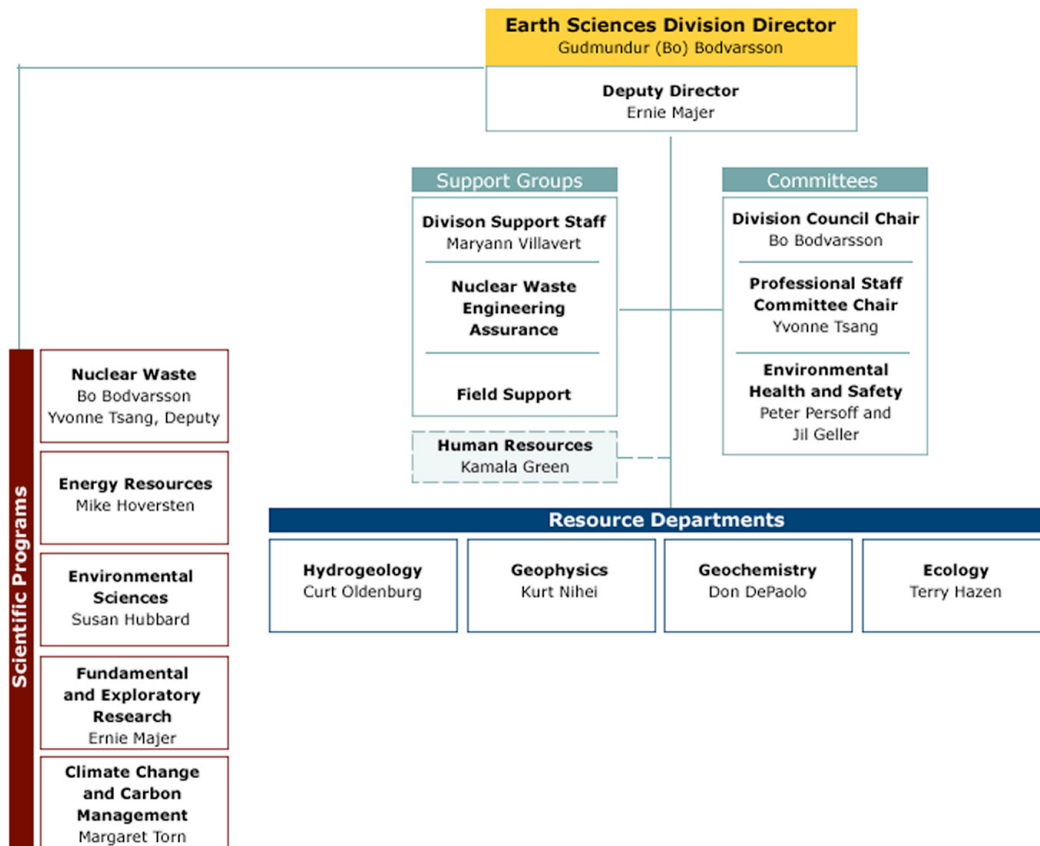 Earth Sciences Division Director
Gudmundur (Bo) Bodvarsson
Deputy Director
Ernie Majer
Support Groups
Divison Support Staff
Maryann Villavert
Nuclear Waste
Engineering
Assurance
Field Support
Human Resources
Kamala Green
Committees
Division Council Chair
Bo Bodvarsson
Professional Staff
Committee Chair
Yvonne Tsang
Environmental
Health and Safety
Peter Persoff and
Jil Geller
Scientific Programs
Nuclear Waste
Bo Bodvarsson
Yvonne Tsang, Deputy
Energy Resources
Mike Hoversten
Environmental
Sciences
Susan Hubbard
Fundamental
and Exploratory
Research
Ernie Majer
Climate Change
and Carbon
Management
Margaret Torn
Resource Departments
Hydrogeology
Curt Oldenburg
Geophysics
Kurt Nihei
Geochemistry
Don DePaolo
Ecology
Terry Hazen